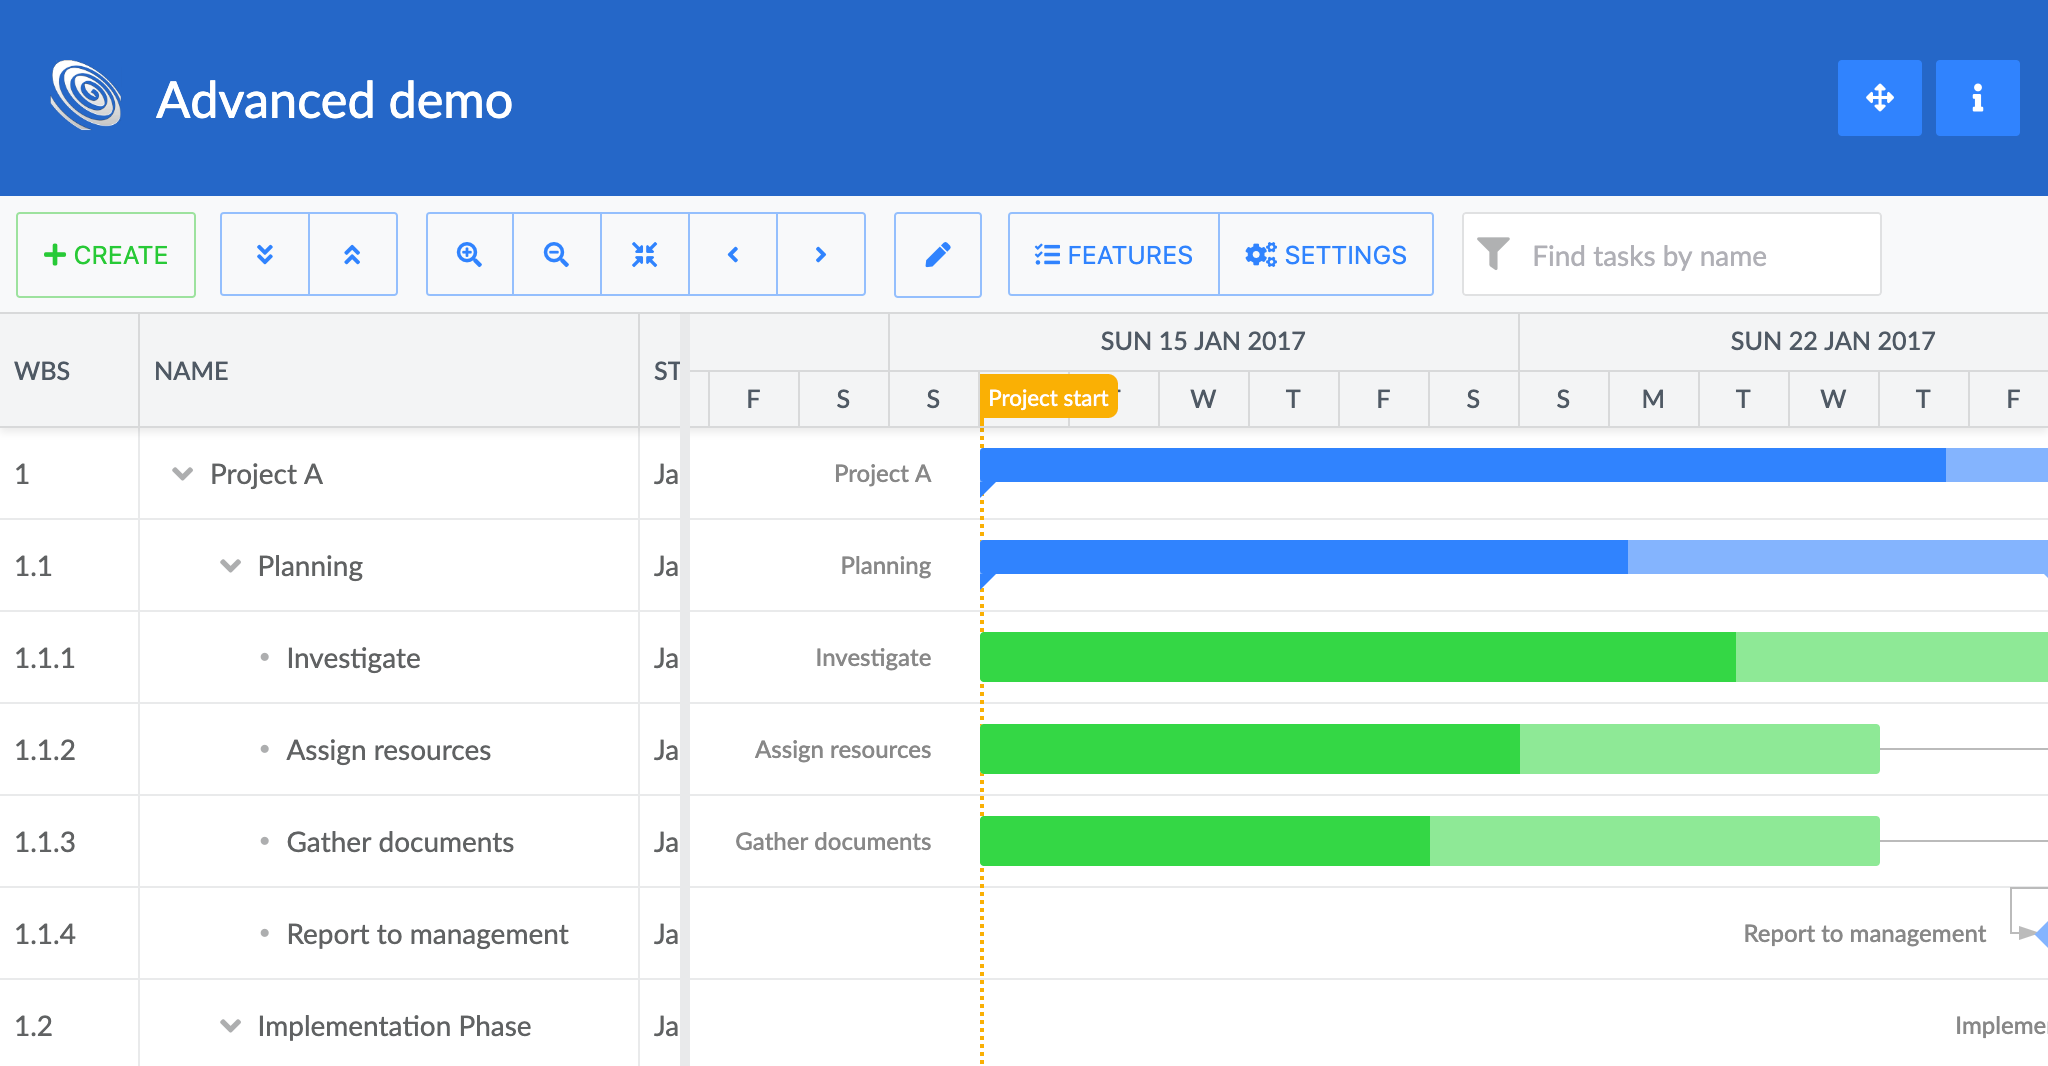 Advanced demo
CREATE
FEATURES
SETTINGS
Find tasks by name
WBS NAME ST
SUN 15 JAN 2017 SUN 22 JAN 2017
F S S Project start W T F S S M T W T F
1 Project A Ja Project A
1.1 Planning Ja Planning
1.1.1 Investigate Ja Investigate
1.1.2 Assign resources Ja Assign resources
1.1.3 Gather documents Ja Gather documents
1.1.4 Report to management Ja Report to management
1.2 Implementation Phase Ja Implemen